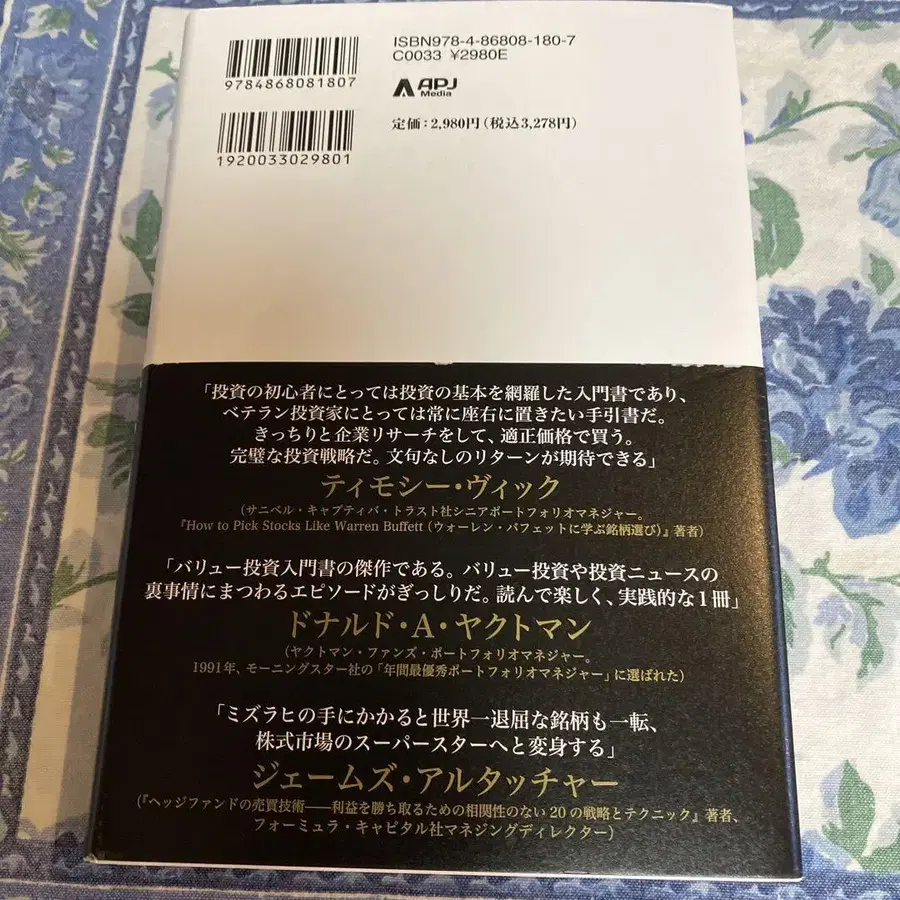 ISBN978-4-86808-180-7
C0033 ¥2980E
9784868081807
APJ
Media
定価：2,980円（税込3,278円）
1920033029801
「投資の初心者にとっては投資の基本を網羅した入門書であり、
ベテラン投資家にとっては常に座右に置きたい手引書だ。
きっちりと企業リサーチをして、適正価格で買う。
完璧な投資戦略だ。文句なしのリターンが期待できる」
ティモシー・ヴィック
（サニベル・キャプティバ・トラスト社シニアポートフォリオマネジャー。
『How to Pick Stocks Like Warren Buffett（ウォーレン・バフェットに学ぶ銘柄選び）』著者）
「バリュー投資入門書の傑作である。バリュー投資や投資ニュースの
裏事情にまつわるエピソードがぎっしりだ。読んで楽しく、実践的な1冊」
ドナルド・A・ヤクトマン
（ヤクトマン・ファンズ・ポートフォリオマネジャー。
1991年、モーニングスター社の「年間最優秀ポートフォリオマネジャー」に選ばれた）
「ミズラヒの手にかかると世界一退屈な銘柄も一転、
株式市場のスーパースターへと変身する」
ジェームズ・アルタッチャー
（『ヘッジファンドの売買技術――利益を勝ち取るための相関性のない20の戦略とテクニック』著者、
フォーミュラ・キャピタル社マネジングディレクター）